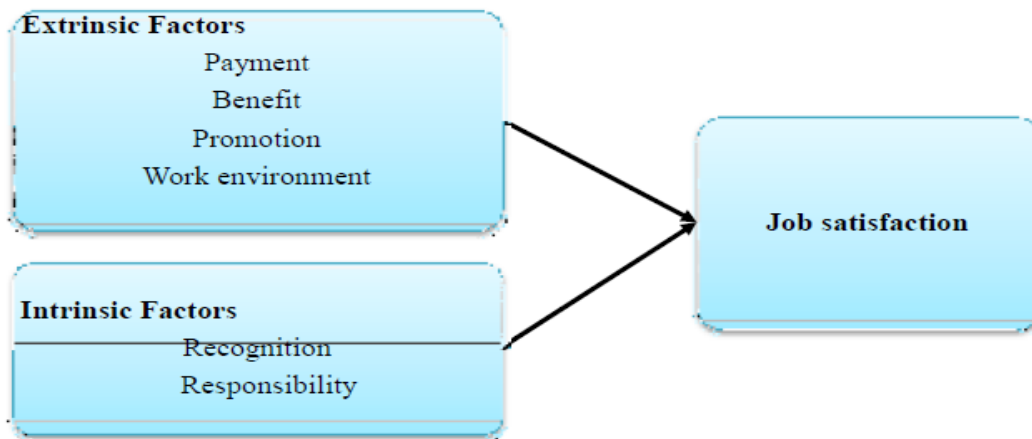 Extrinsic Factors
Payment
Benefit
Promotion
Work environment
Job satisfaction
Intrinsic Factors
Recognition
Responsibility